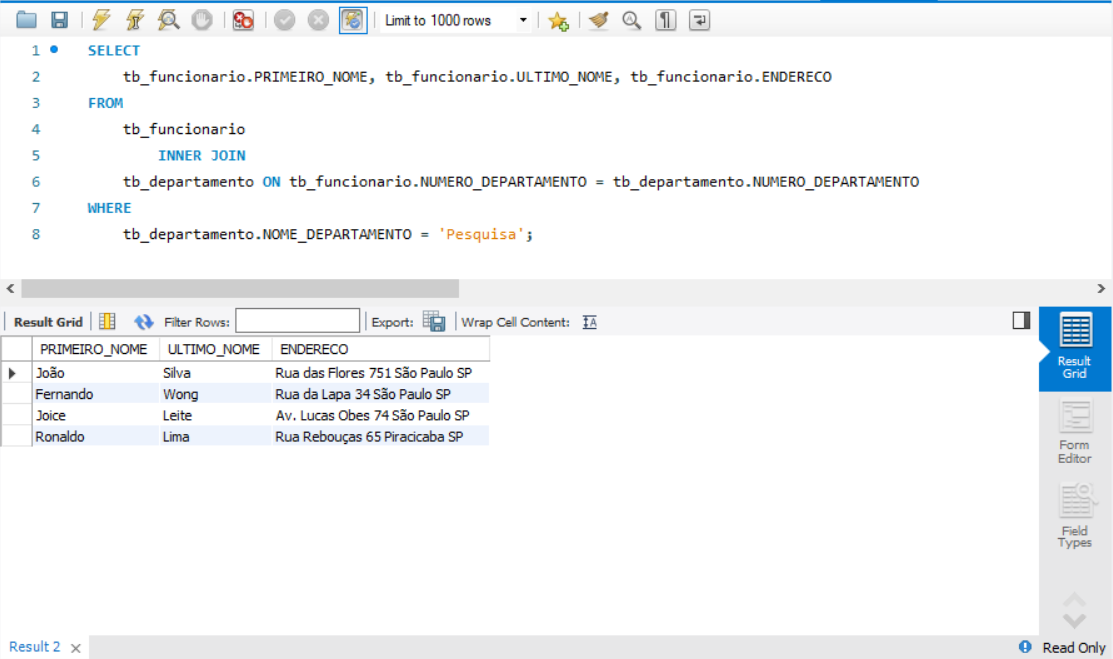 Limit to 1000 rows
1 SELECT
2 tb_funcionario.PRIMEIRO_NOME, tb_funcionario.ULTIMO_NOME, tb_funcionario.ENDERECO
3 FROM
4 tb_funcionario
5 INNER JOIN
6 tb_departamento ON tb_funcionario.NUMERO_DEPARTAMENTO = tb_departamento.NUMERO_DEPARTAMENTO
7 WHERE
8 tb_departamento.NOME_DEPARTAMENTO = 'Pesquisa';
Result Grid Filter Rows: Export: Wrap Cell Content: IA
PRIMEIRO_NOME ULTIMO_NOME ENDERECO
João Silva Rua das Flores 751 São Paulo SP
Fernando Wong Rua da Lapa 34 São Paulo SP
Joice Leite Av. Lucas Obes 74 São Paulo SP
Ronaldo Lima Rua Rebouças 65 Piracicaba SP
Result
Grid
Form
Editor
Field
Types
Result 2
Read Only